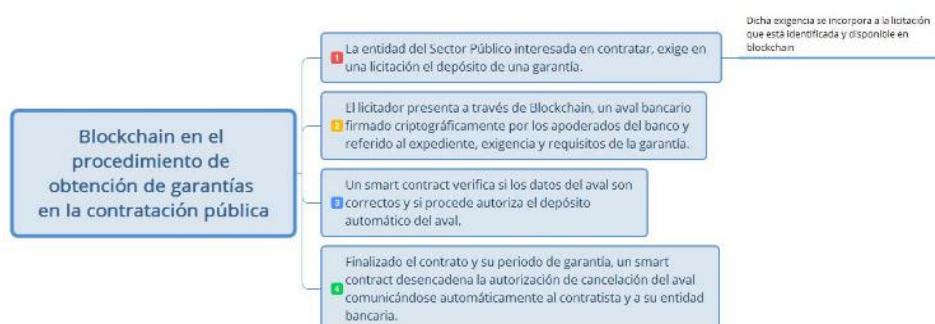 Blockchain en el
procedimiento de
obtención de garantías
en la contratación pública
1
La entidad del Sector Público interesada en contratar, exige en
una licitación el depósito de una garantía.
Dicha exigencia se incorpora a la licitación
que está identificada y disponible en
blockchain
2
El licitador presenta a través de Blockchain, un aval bancario
firmado criptográficamente por los apoderados del banco y
referido al expediente, exigencia y requisitos de la garantía.
3
Un smart contract verifica si los datos del aval son
correctos y si procede autoriza el depósito
automático del aval.
4
Finalizado el contrato y su periodo de garantía, un smart
contract desencadena la autorización de cancelación del aval
comunicándose automáticamente al contratista y a su entidad
bancaria.